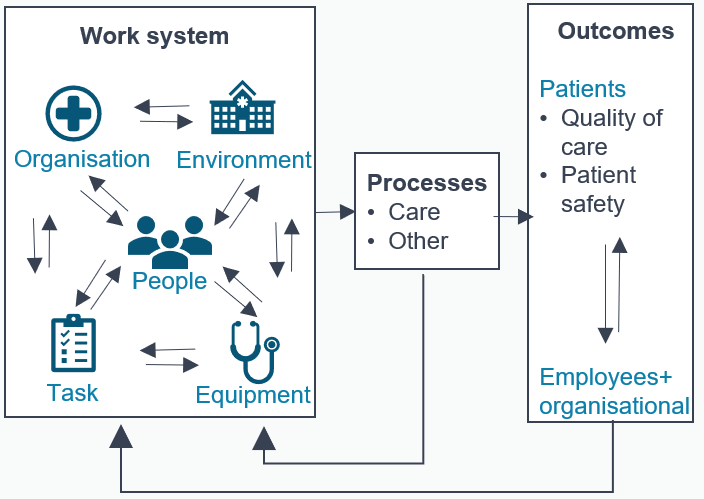 Work system
Organisation
Environment
People
Task
Equipment
Processes
• Care
• Other
Outcomes
Patients
• Quality of
care
• Patient
safety
Employees+
organisational